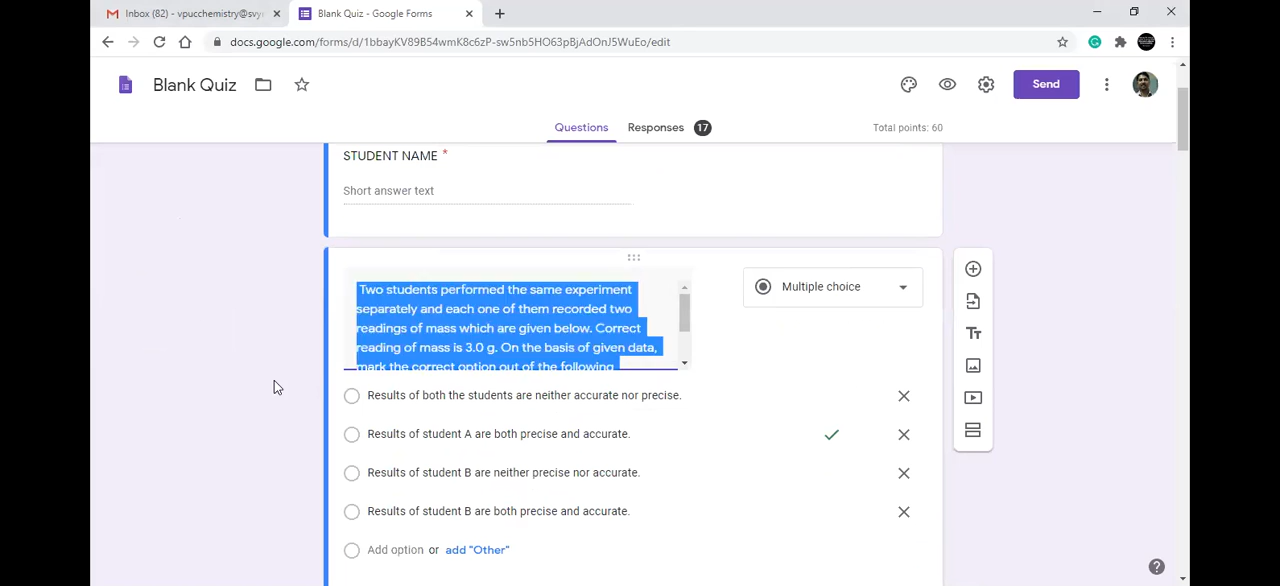 Inbox (82) - vpucchemistry@svy
Blank Quiz - Google Forms
docs.google.com/forms/d/1bbayKV89B54wmK8c6zP-sw5nb5HO63pBjAdOnJ5WuEo/edit
Blank Quiz
Send
Questions
Responses 17
Total points: 60
STUDENT NAME *
Short answer text
Two students performed the same experiment
separately and each one of them recorded two
readings of mass which are given below. Correct
reading of mass is 3.0 g. On the basis of given data,
mark the correct option out of the following
Multiple choice
Results of both the students are neither accurate nor precise.
Results of student A are both precise and accurate.
Results of student B are neither precise nor accurate.
Results of student B are both precise and accurate.
Add option or add "Other"